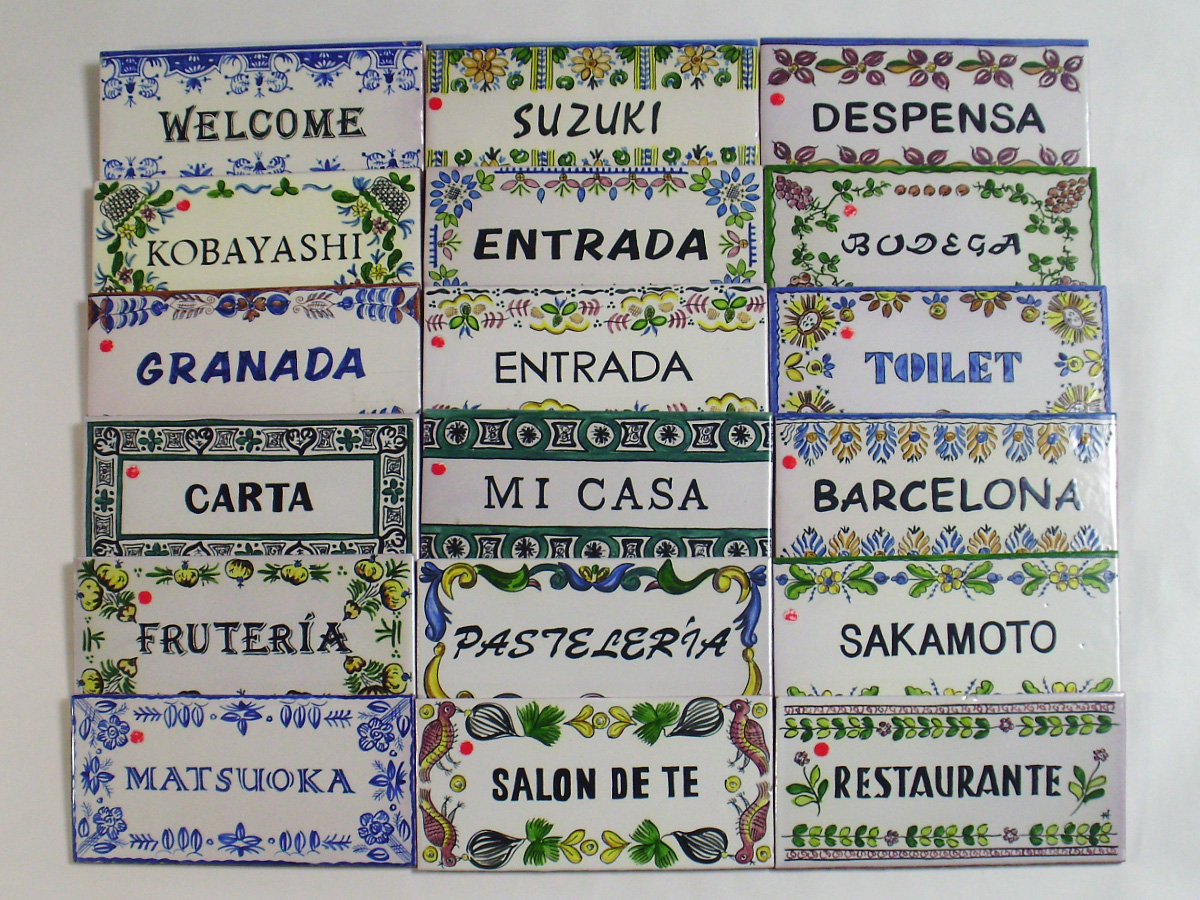 WELCOME
SUZUKI
DESPENSA
KOBAYASHI
ENTRADA
BODEGA
GRANADA
ENTRADA
TOILET
CARTA
MI CASA
BARCELONA
FRUTERÍA
PASTELERÍA
SAKAMOTO
MATSUOKA
SALON DE TE
RESTAURANTE